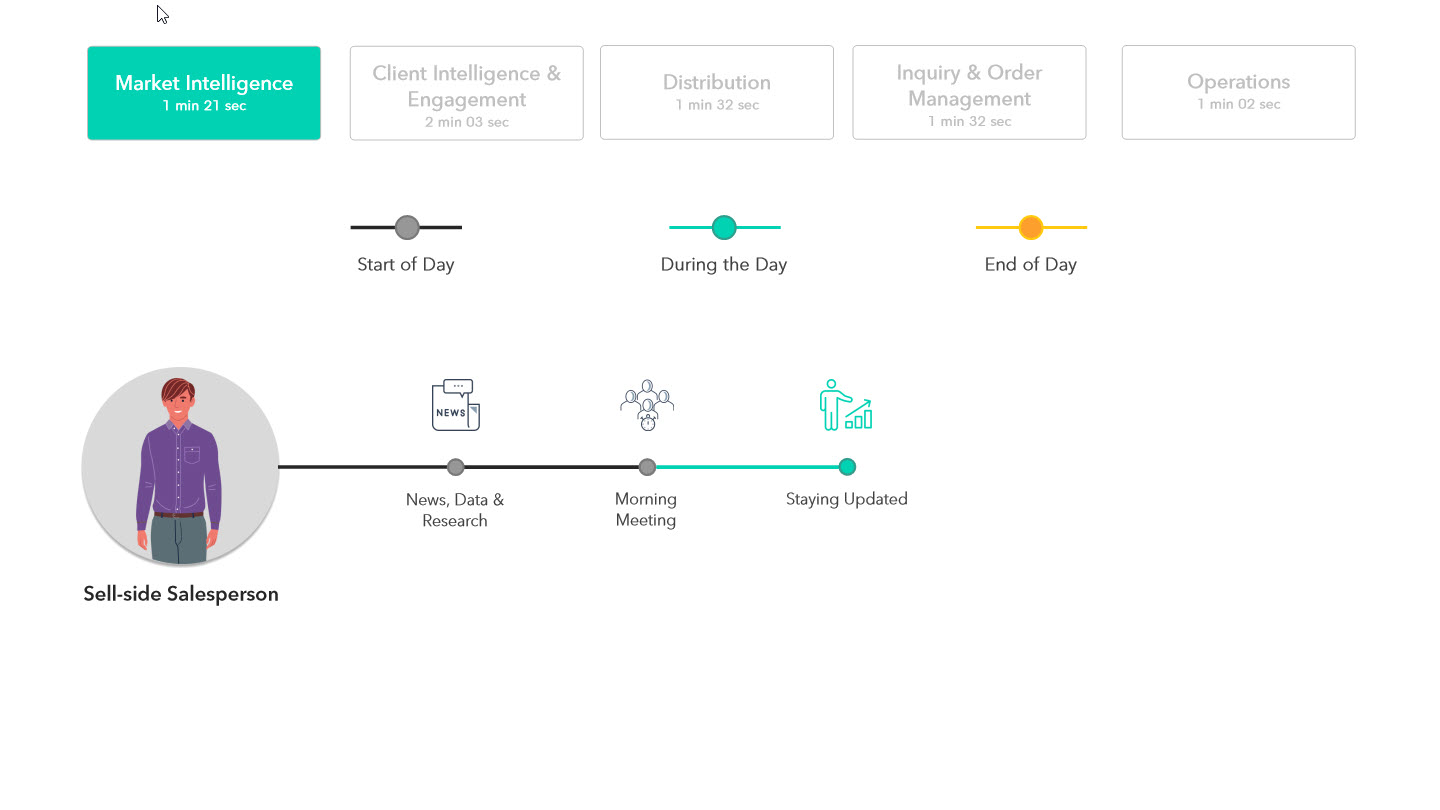 Market Intelligence
1 min 21 sec
Client Intelligence &
Engagement
2 min 03 sec
Distribution
1 min 32 sec
Inquiry & Order
Management
1 min 32 sec
Operations
1 min 02 sec
Start of Day
During the Day
End of Day
NEWS
News, Data &
Research
Morning
Meeting
Staying Updated
Sell-side Salesperson